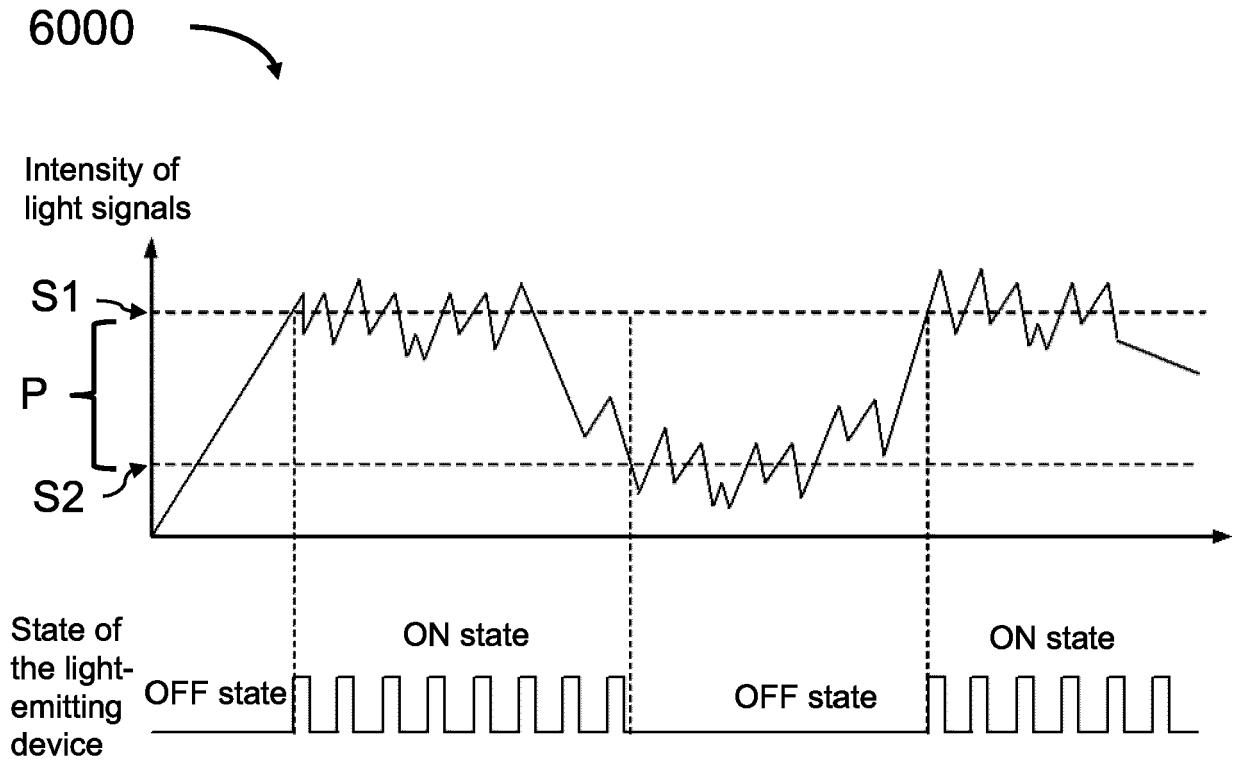 6000
Intensity of
light signals
S1
P
S2
State of
the light-
emitting
device
OFF state
ON state
OFF state
ON state